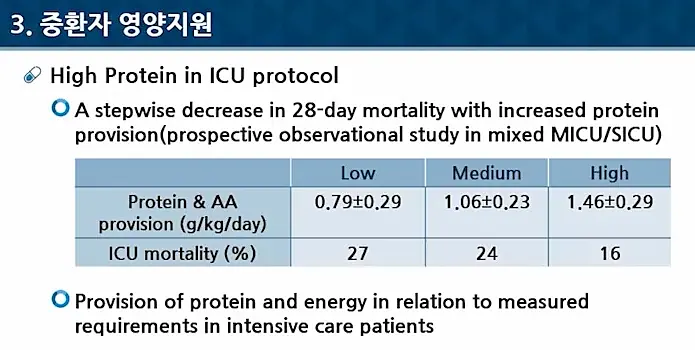 3. 중환자 영양지원
High Protein in ICU protocol
A stepwise decrease in 28-day mortality with increased protein
provision(prospective observational study in mixed MICU/SICU)
Low Medium High
Protein & AA
provision (g/kg/day) 0.79±0.29 1.06±0.23 1.46±0.29
ICU mortality (%) 27 24 16
Provision of protein and energy in relation to measured
requirements in intensive care patients